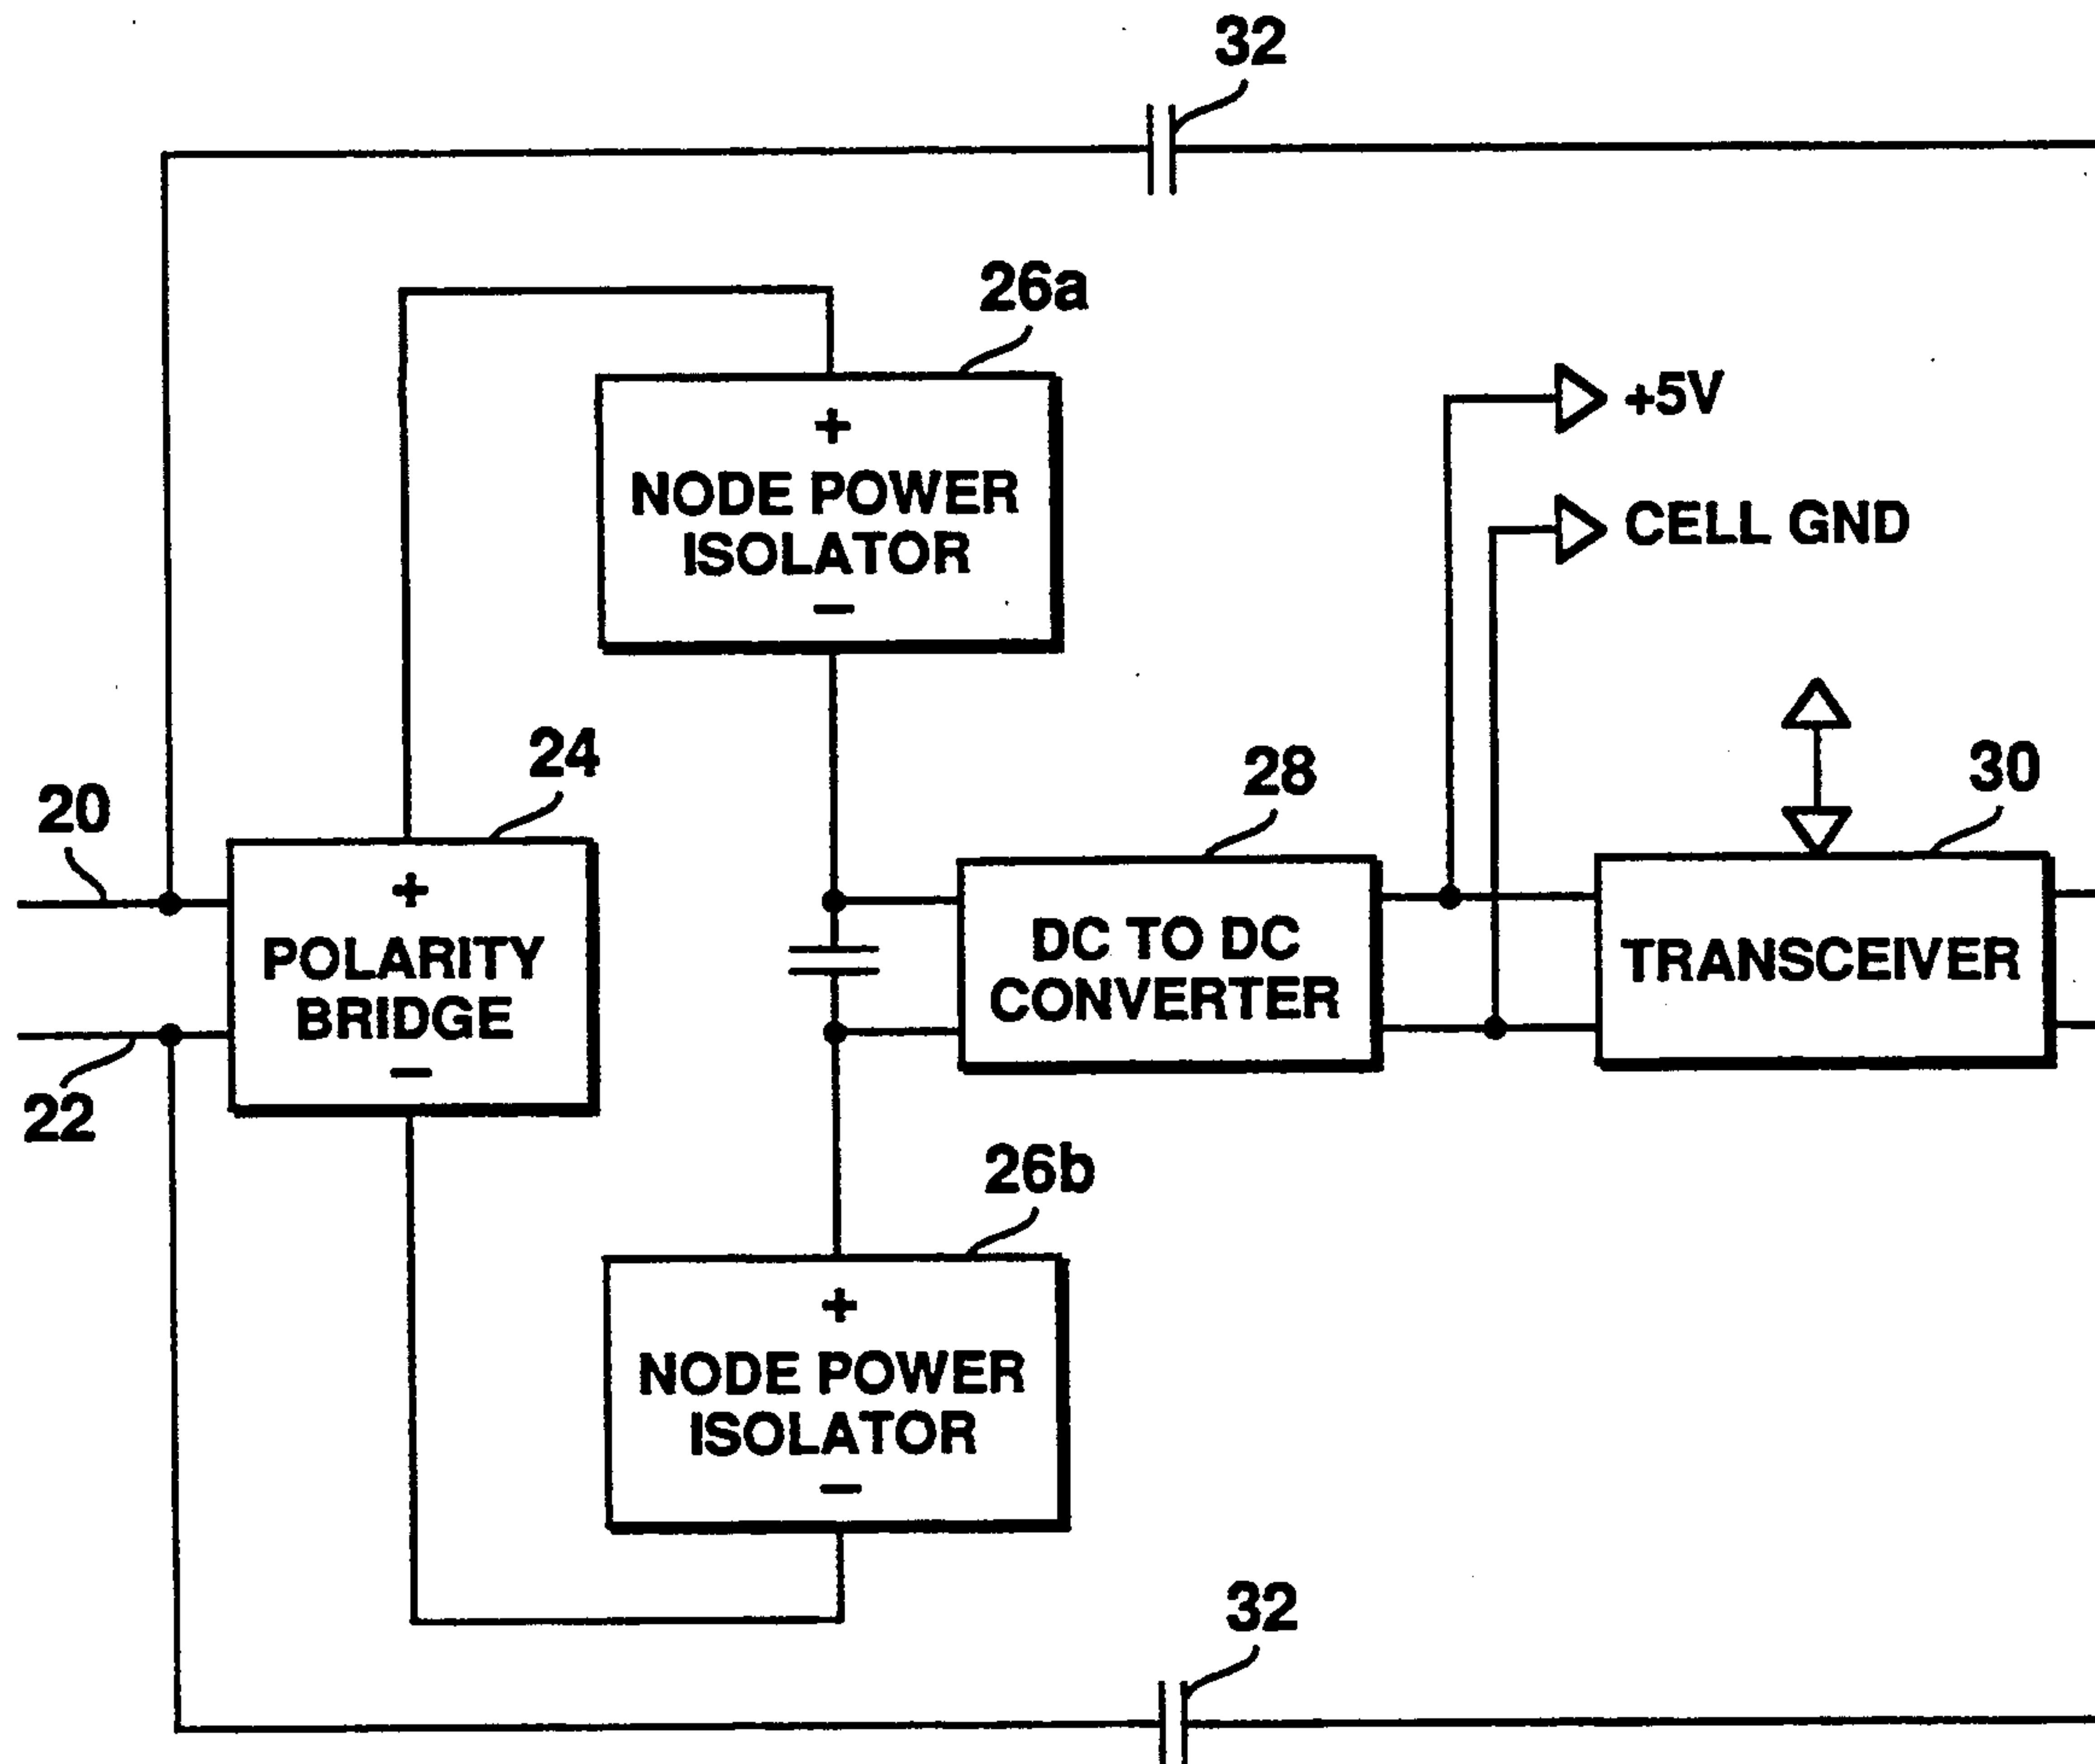 32
26a
+
NODE POWER
ISOLATOR
−
+5V
CELL GND
20
22
24
+
POLARITY
BRIDGE
−
28
DC TO DC
CONVERTER
30
TRANSCEIVER
26b
+
NODE POWER
ISOLATOR
−
32